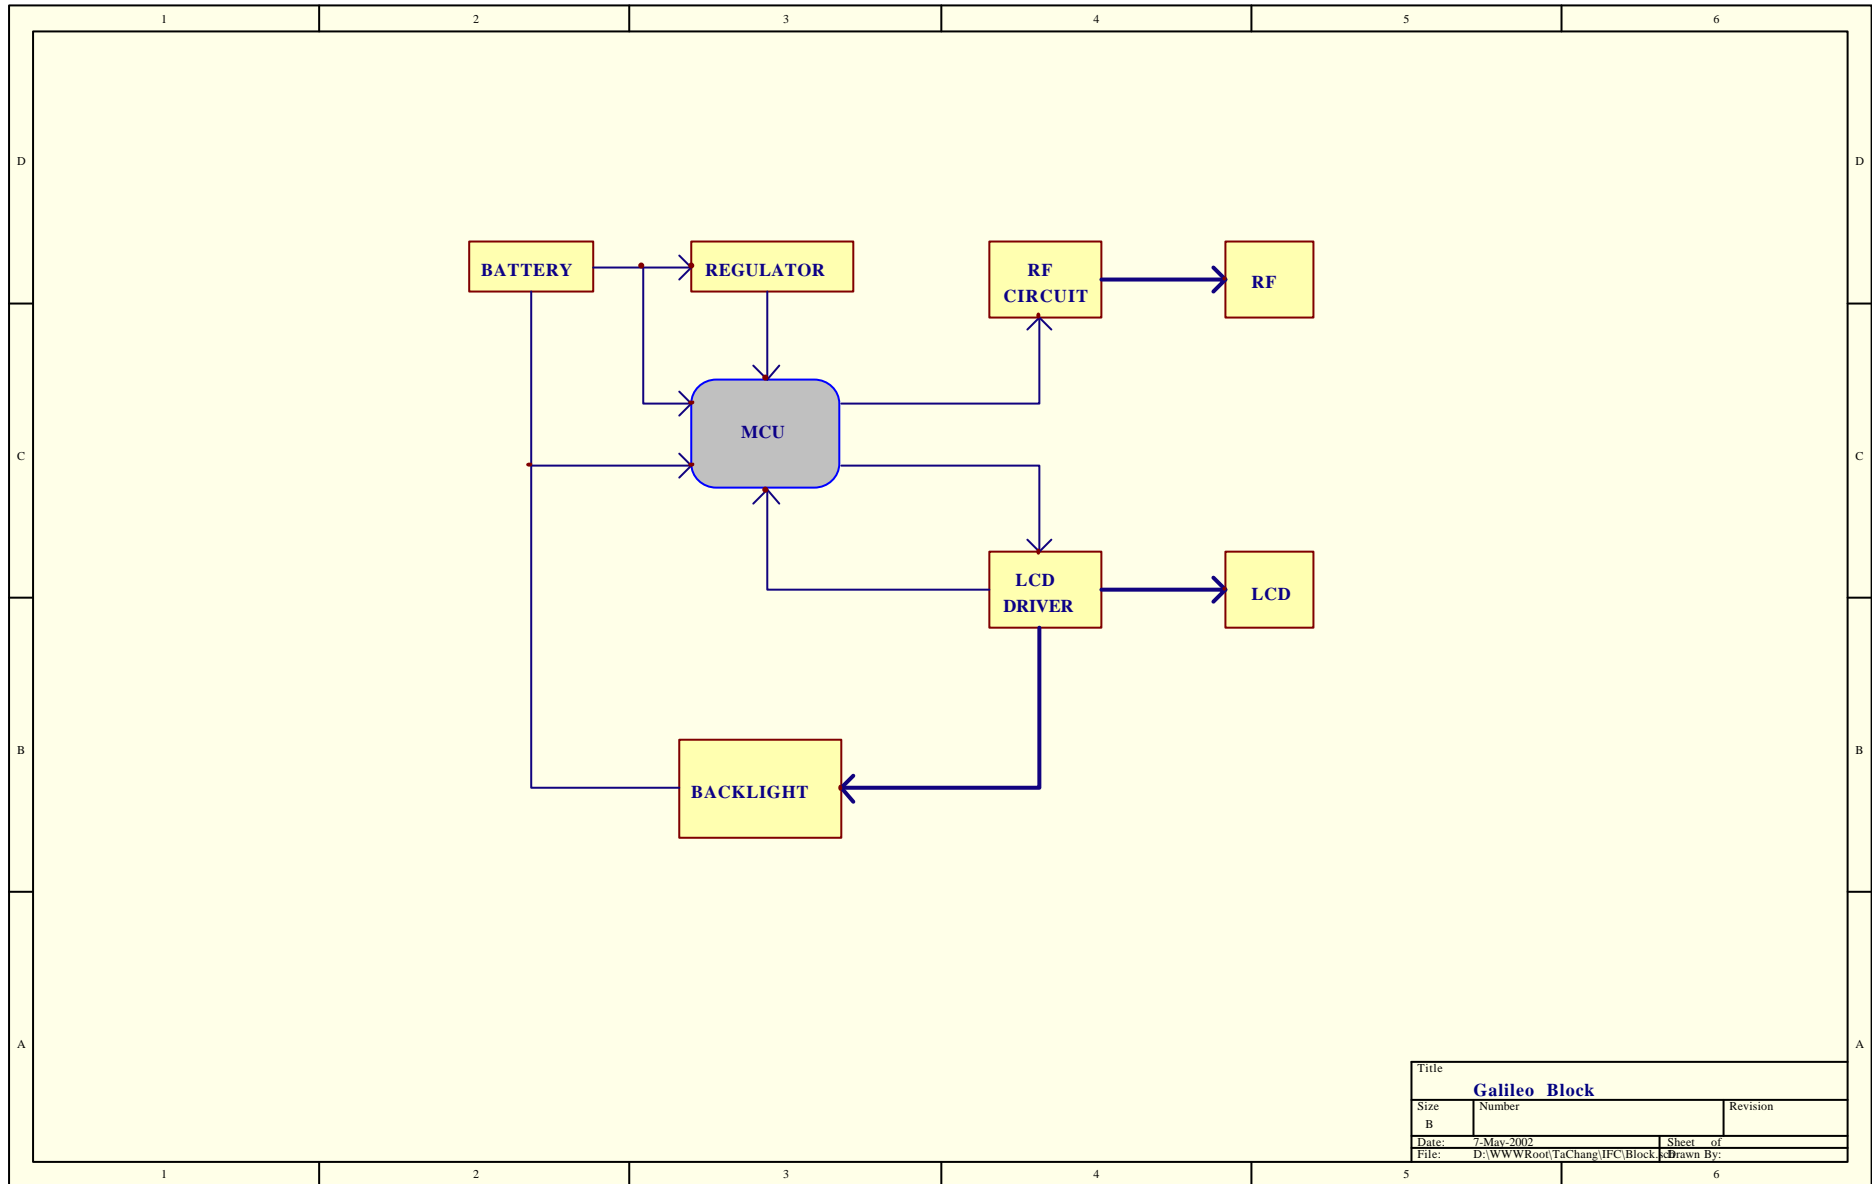 1 2 3 4 5 6
D D
BATTERY REGULATOR RF CIRCUIT RF
RF
CIRCUIT
MCU
C C
LCD
DRIVER
LCD
B B
BACKLIGHT
A A
Title
Galileo Block
Size Number Revision
B
Date: 7-May-2002 Sheet of
File: D:\WWWRoot\TaChang\IFC\Block. Drawn By:
1 2 3 4 5 6